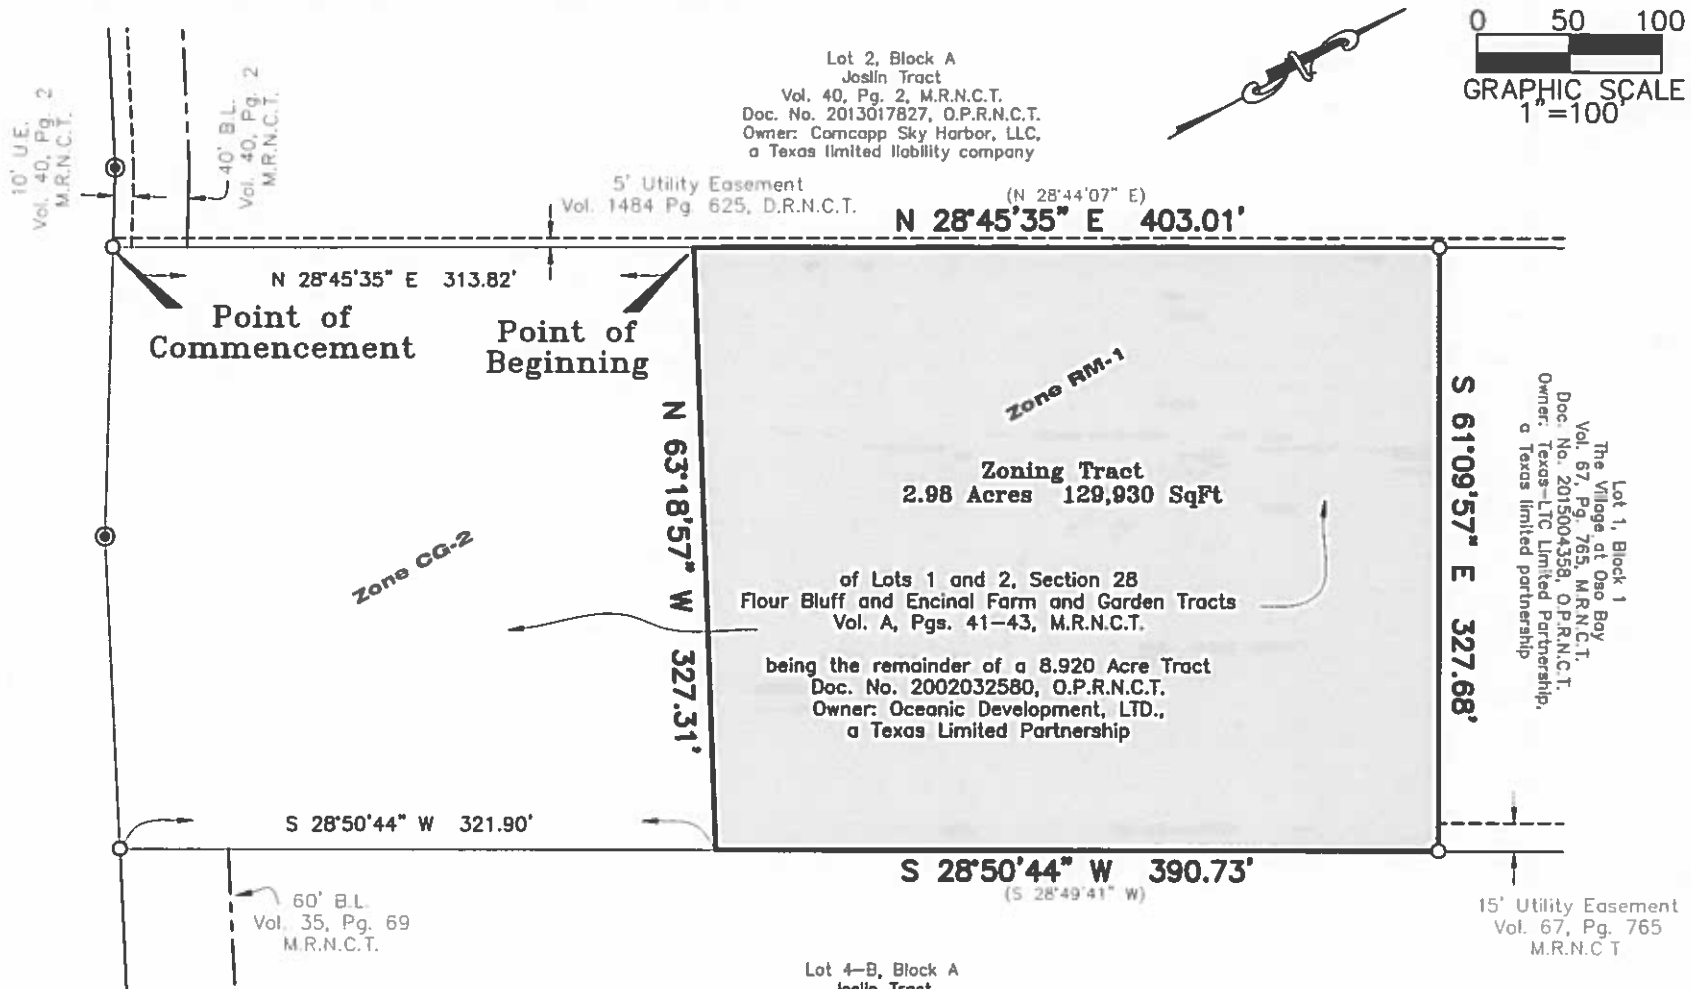 0 50 100
GRAPHIC SCALE
1"=100'
Lot 2, Block A
Joslin Tract
Vol. 40, Pg. 2, M.R.N.C.T.
Doc. No. 2013017827, O.P.R.N.C.T.
Owner: Comcapp Sky Harbor, LLC,
a Texas limited liability company
10' U.E.
Vol. 40, Pg. 2
M.R.N.C.T.
40' B.L.
Vol. 40, Pg. 2
M.R.N.C.T.
5' Utility Easement
Vol. 1484 Pg. 625, D.R.N.C.T.
(N 28°44'07" E)
N 28°45'35" E 403.01'
N 28°45'35" E 313.82'
Point of
Commencement
Point of
Beginning
Zone RM-1
Zoning Tract
2.98 Acres 129,930 SqFt
N 63°18'57" W 327.31'
S 61°09'57" E 327.68'
Lot 1, Block 1
The Village at Oso Bay
Vol. 67, Pg. 765, M.R.N.C.T.
Doc. No. 2015004358, O.P.R.N.C.T.
Owner: Texas-LTC Limited Partnership,
a Texas limited partnership
Zone CG-2
of Lots 1 and 2, Section 28
Flour Bluff and Encinal Farm and Garden Tracts
Vol. A, Pgs. 41-43, M.R.N.C.T.
being the remainder of a 8.920 Acre Tract
Doc. No. 2002032580, O.P.R.N.C.T.
Owner: Oceanic Development, LTD.,
a Texas Limited Partnership
S 28°50'44" W 321.90'
S 28°50'44" W 390.73'
(S 28°49'41" W)
60' B.L.
Vol. 35, Pg. 69
M.R.N.C.T.
15' Utility Easement
Vol. 67, Pg. 765
M.R.N.C T
Lot 4-B, Block A
Joslin Tract